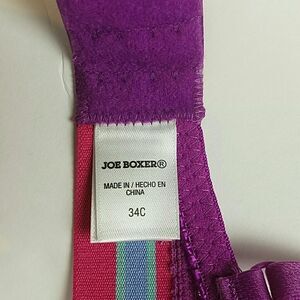 JOE BOXER®
MADE IN / HECHO EN
CHINA
34C